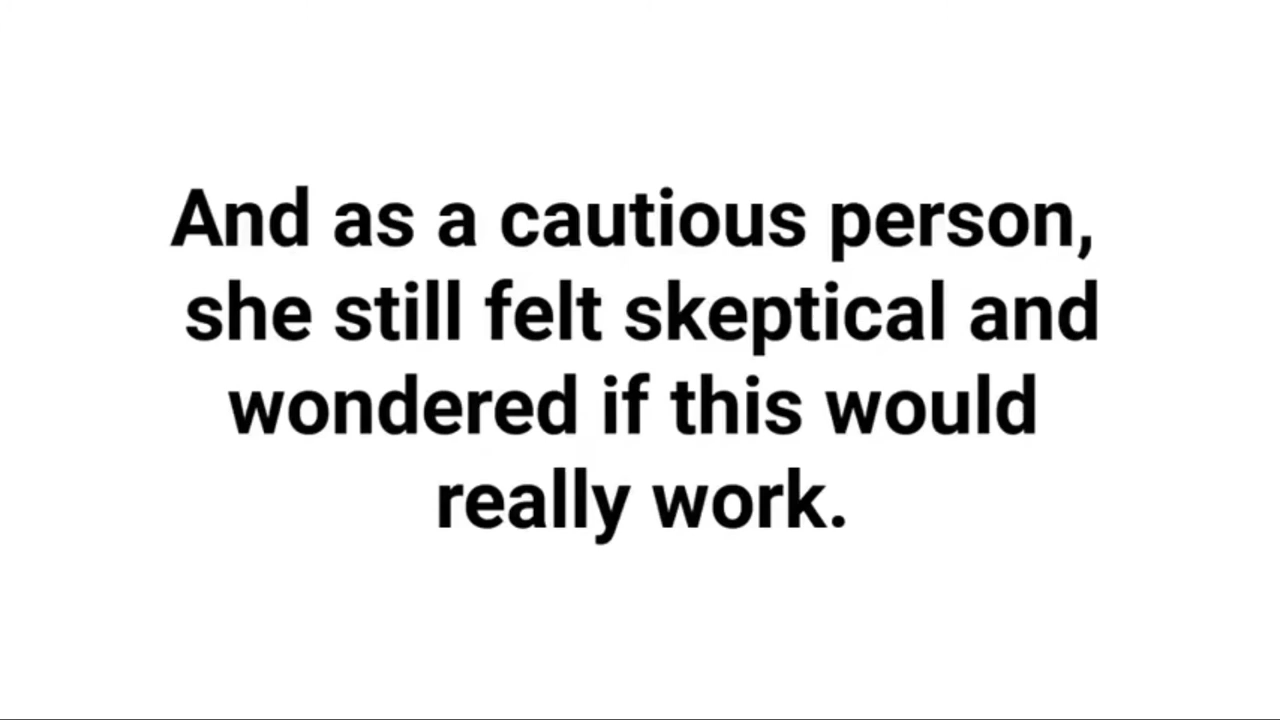 And as a cautious person,
she still felt skeptical and
wondered if this would
really work.